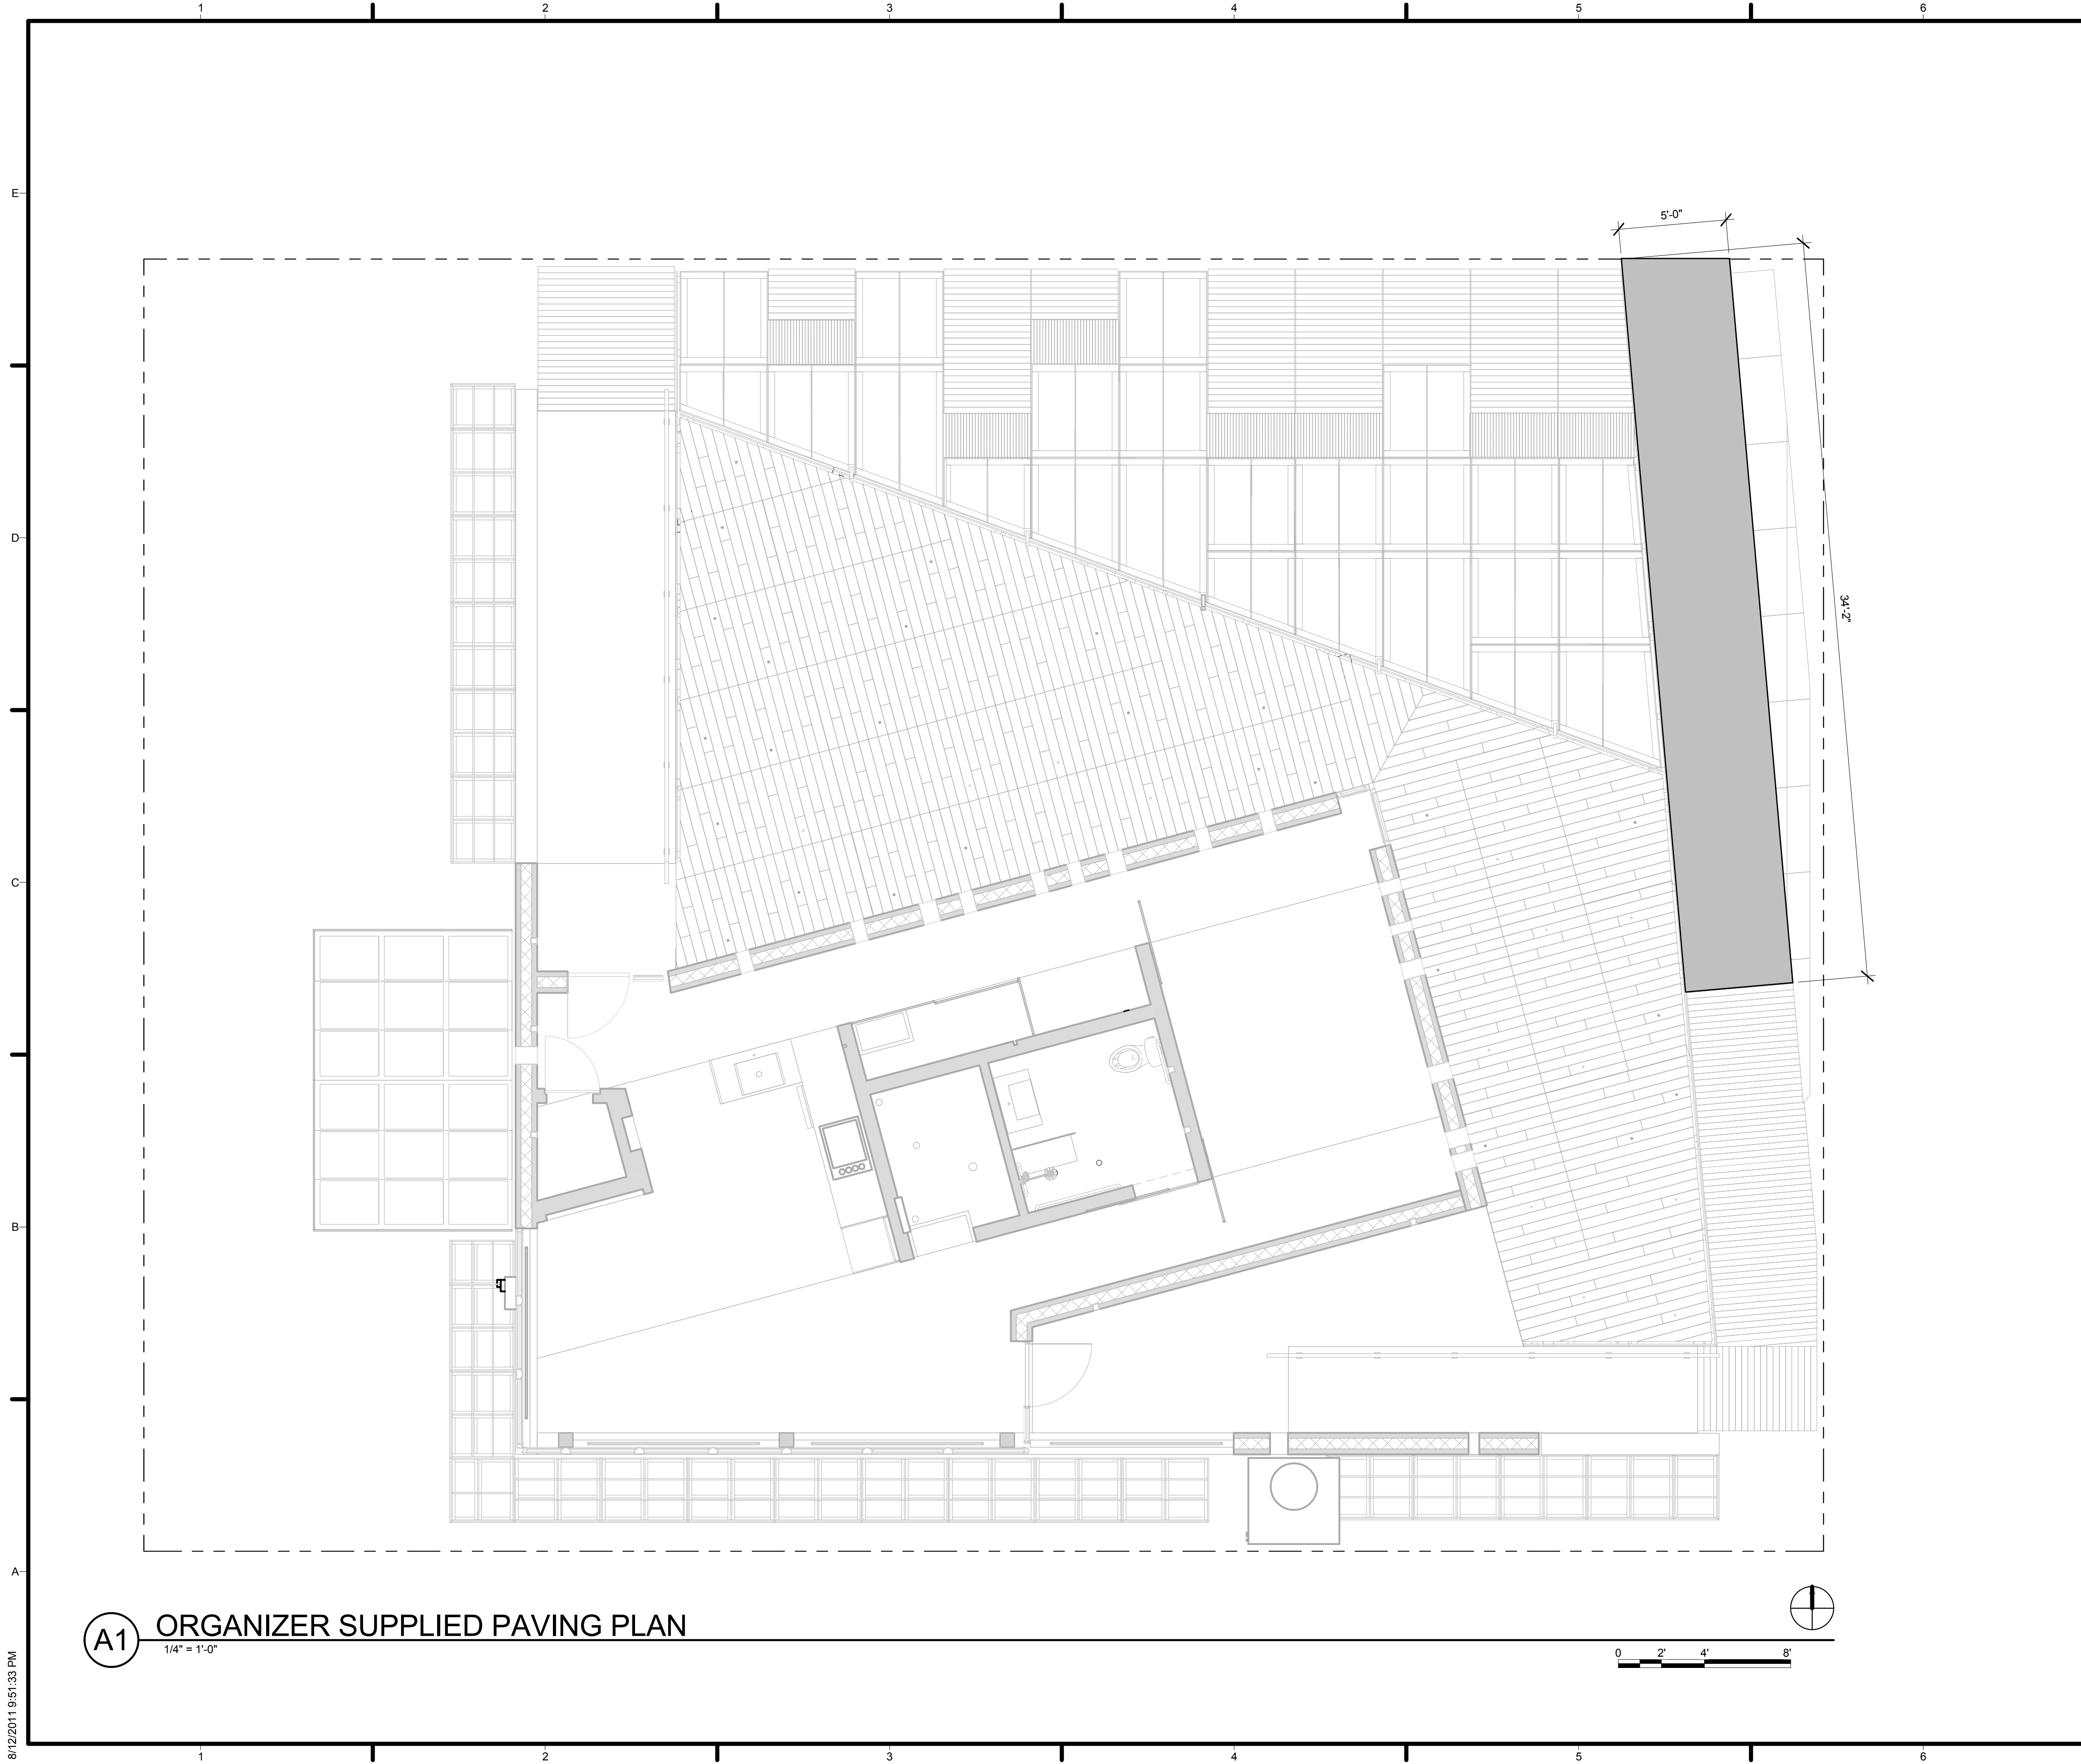 1 2 3 4 5 6
E
5'-0"
D
34'-2"
C
B
A
A1 ORGANIZER SUPPLIED PAVING PLAN
1/4" = 1'-0"
0 2' 4' 8'
8/12/2011 9:51:33 PM
1 2 3 4 5 6